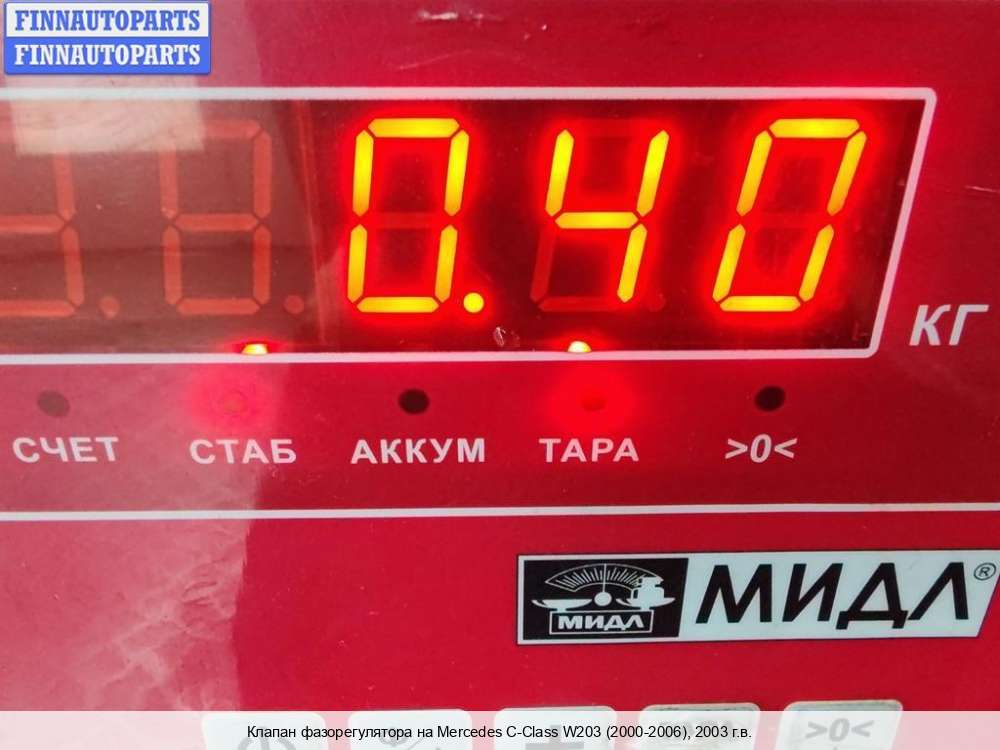 FINNAUTOPARTS
FINNAUTOPARTS
0.40
КГ
СЧЕТ СТАБ АККУМ ТАРА >0<
МИДЛ МИДЛ®
>0<
Клапан фазорегулятора на Mercedes C-Class W203 (2000-2006), 2003 г.в.